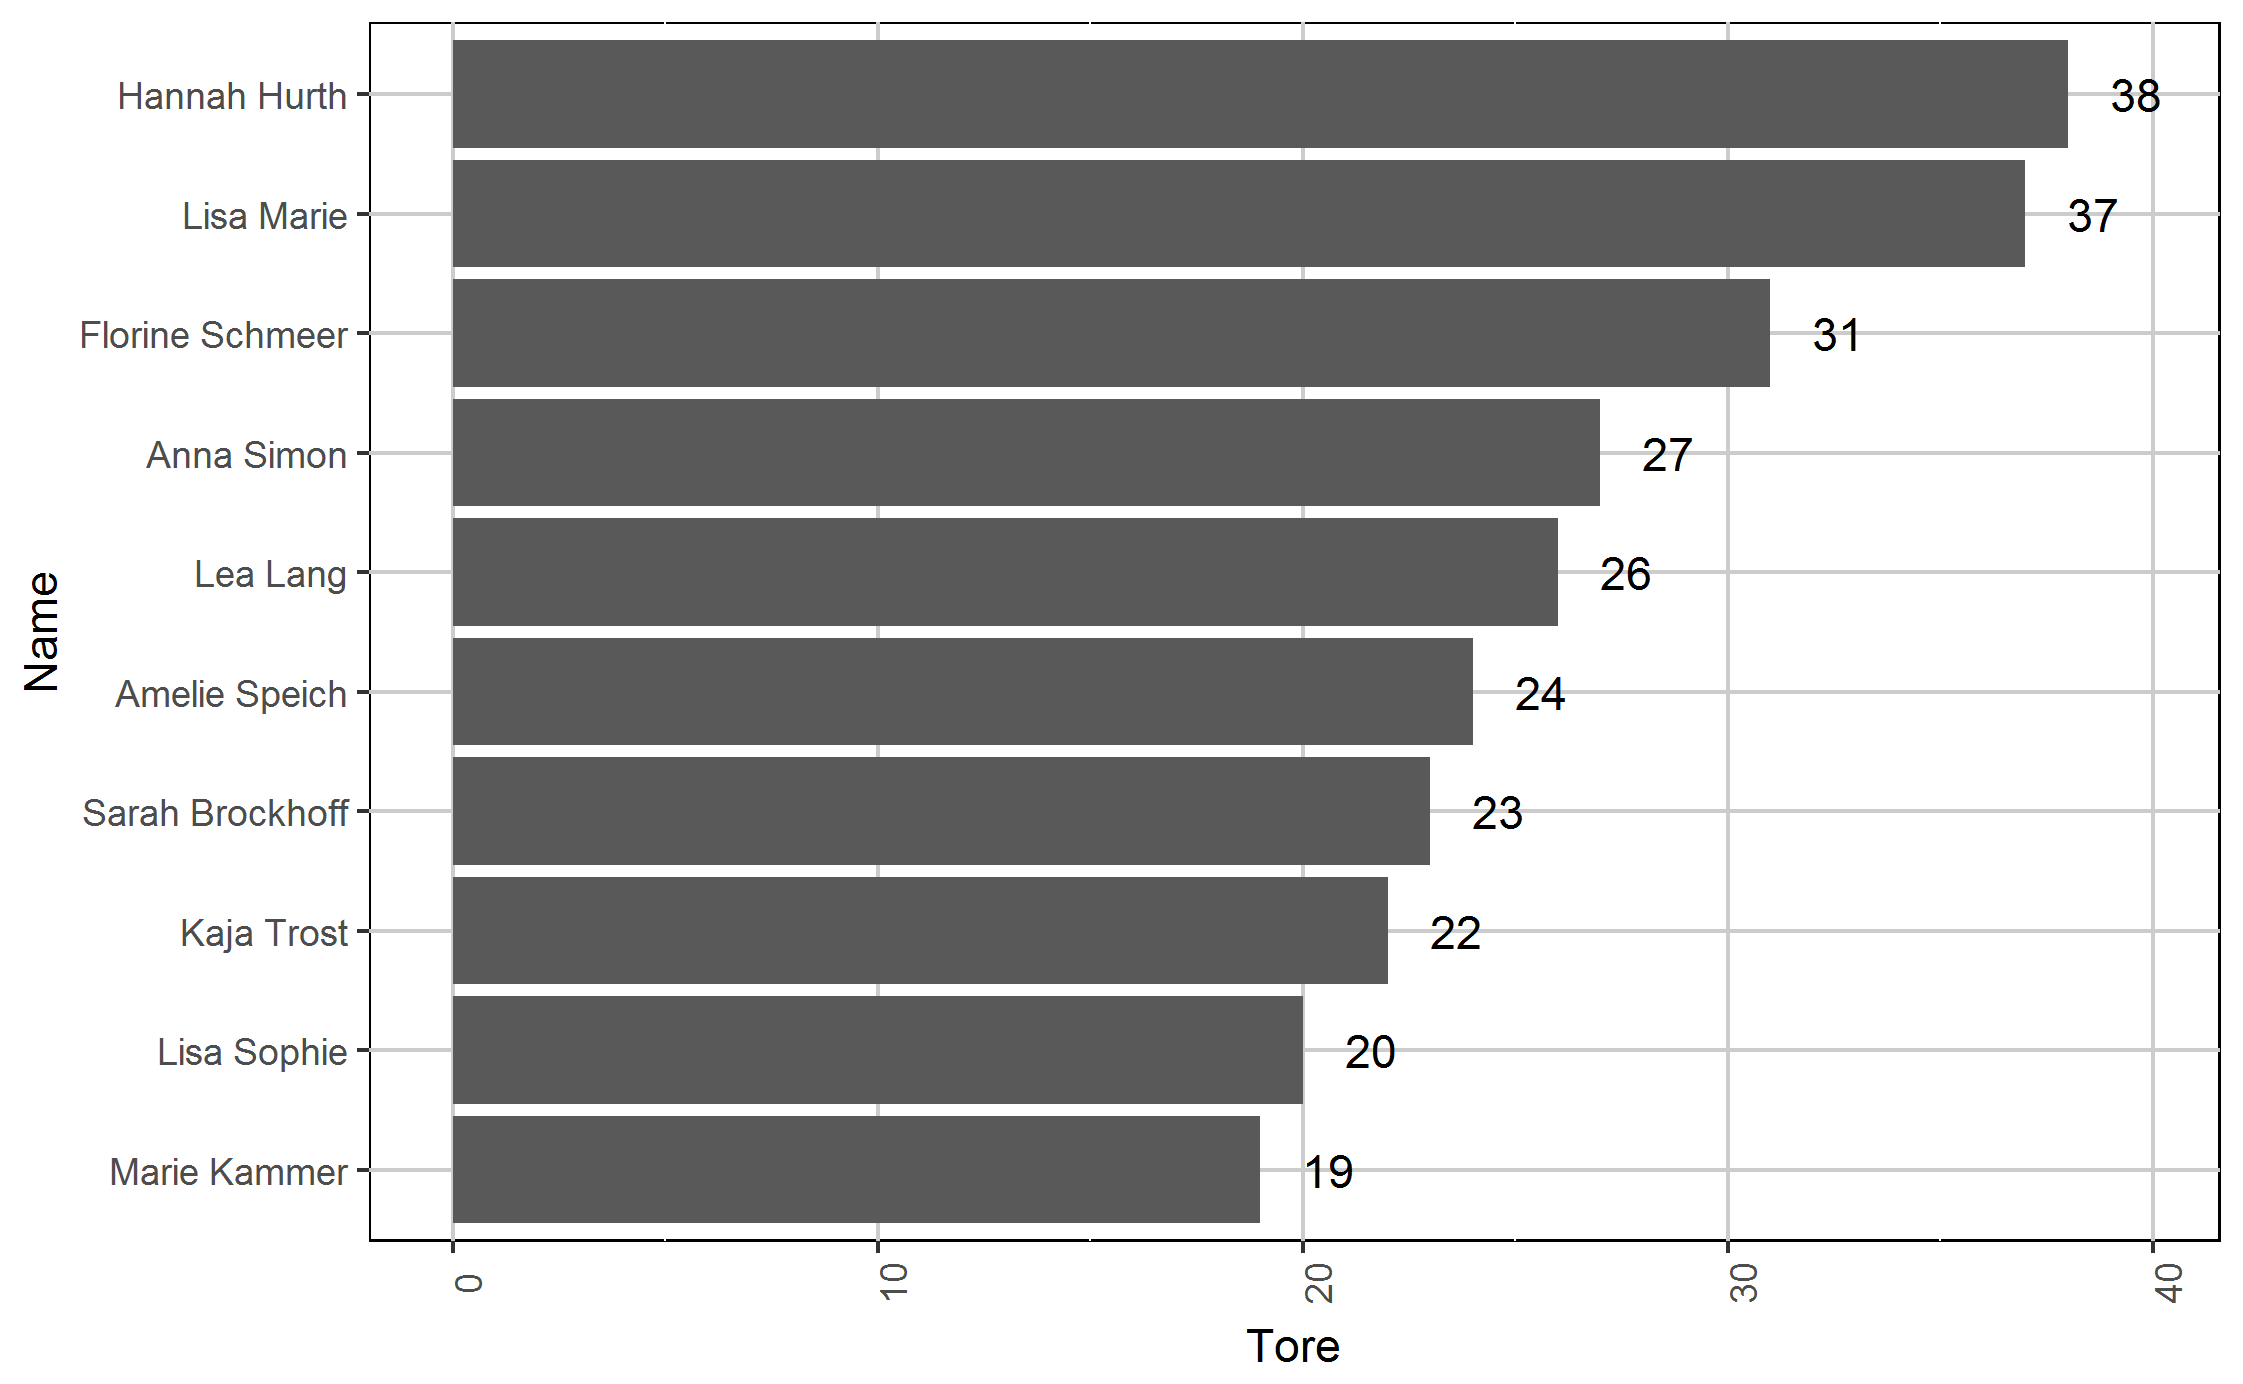 Hannah Hurth 38
Lisa Marie 37
Florine Schmeer 31
Anna Simon 27
Lea Lang 26
Amelie Speich 24
Sarah Brockhoff 23
Kaja Trost 22
Lisa Sophie 20
Marie Kammer 19
Name
0 10 20 30 40
Tore